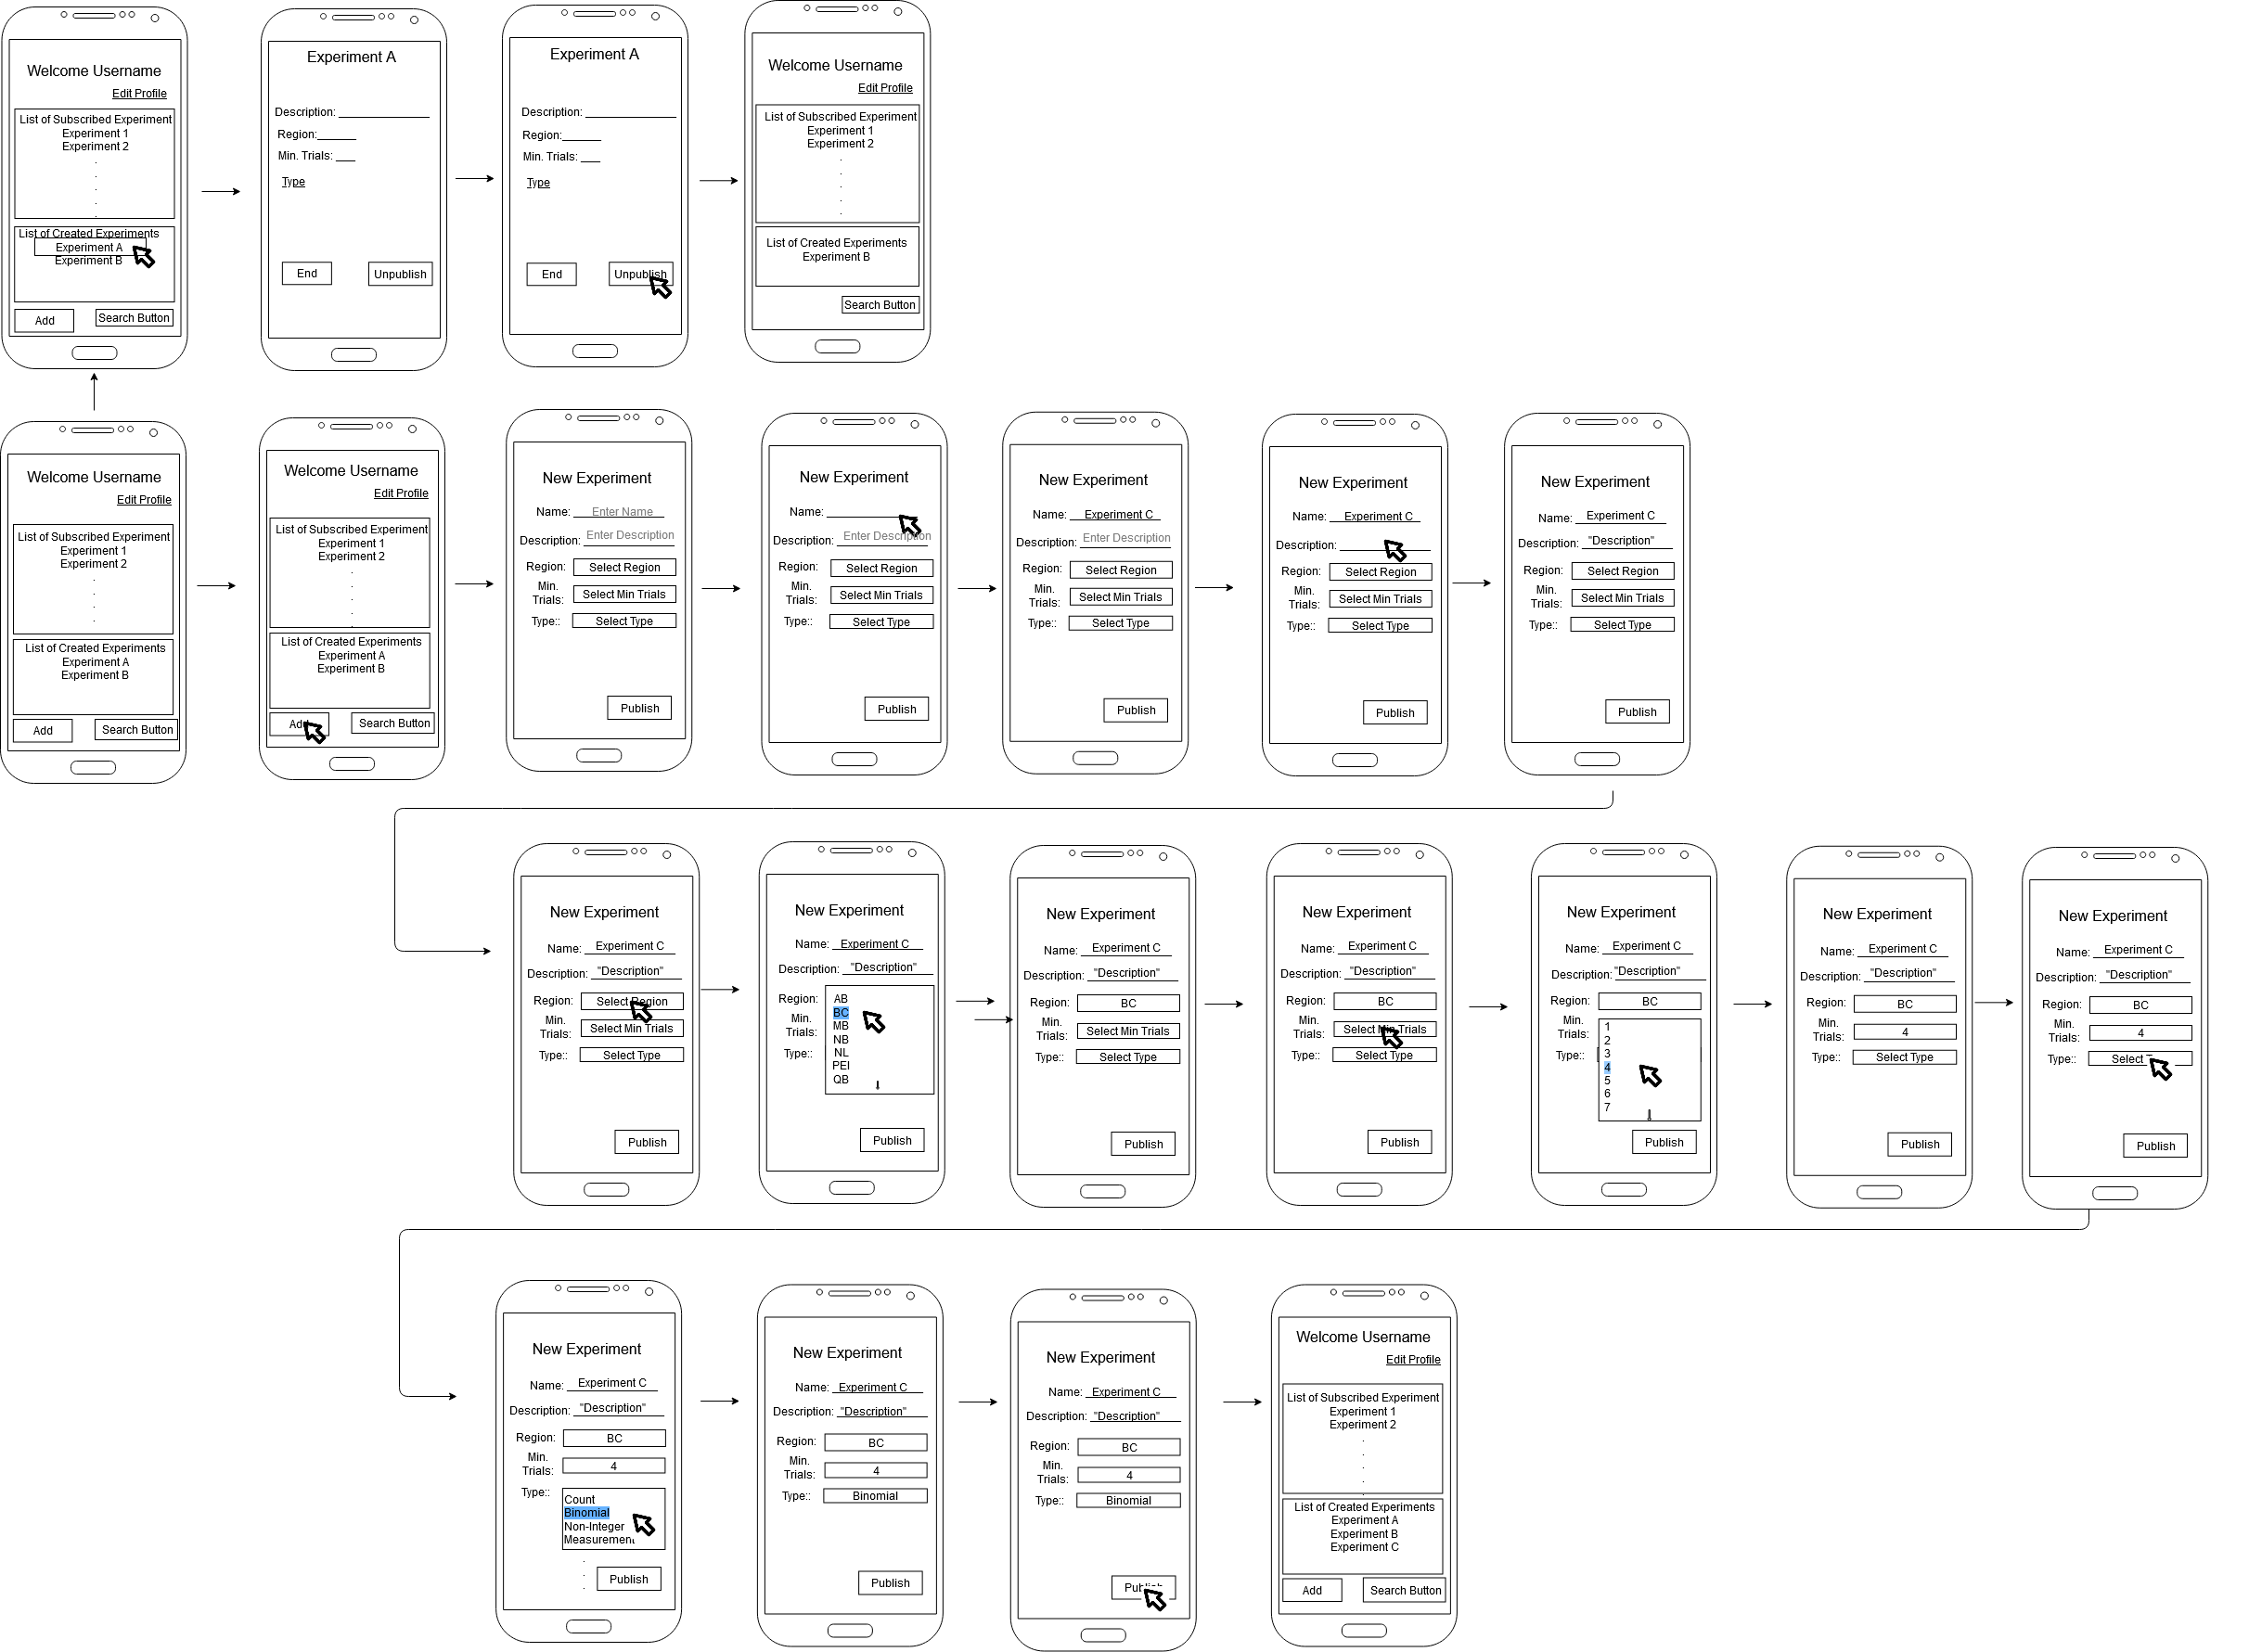 Welcome Username
Edit Profile
List of Subscribed Experiment
Experiment 1
Experiment 2
.
.
.
.
.
List of Created Experiments
Experiment A
Experiment B
Add
Search Button
Experiment A
Description:
Region:
Min. Trials:
Type
End
Unpublish
Experiment A
Description:
Region:
Min. Trials:
Type
End
Unpublish
Welcome Username
Edit Profile
List of Subscribed Experiment
Experiment 1
Experiment 2
.
.
.
.
.
List of Created Experiments
Experiment B
Search Button
Welcome Username
Edit Profile
List of Subscribed Experiment
Experiment 1
Experiment 2
.
.
.
.
List of Created Experiments
Experiment A
Experiment B
Add
Search Button
Welcome Username
Edit Profile
List of Subscribed Experiment
Experiment 1
Experiment 2
.
.
.
.
.
List of Created Experiments
Experiment A
Experiment B
Add
Search Button
New Experiment
Name: Enter Name
Description: Enter Description
Region: Select Region
Min.
Trials: Select Min Trials
Type:: Select Type
Publish
New Experiment
Name:
Description: Enter Description
Region: Select Region
Min.
Trials: Select Min Trials
Type:: Select Type
Publish
New Experiment
Name: Experiment C
Description: Enter Description
Region: Select Region
Min.
Trials: Select Min Trials
Type:: Select Type
Publish
New Experiment
Name: Experiment C
Description:
Region: Select Region
Min.
Trials: Select Min Trials
Type:: Select Type
Publish
New Experiment
Name: Experiment C
Description: "Description"
Region: Select Region
Min.
Trials: Select Min Trials
Type:: Select Type
Publish
New Experiment
Name: Experiment C
Description: "Description"
Region: Select Region
Min.
Trials: Select Min Trials
Type:: Select Type
Publish
New Experiment
Name: Experiment C
Description: "Description"
Region:
AB
BC
MB
NB
NL
PEI
QB
Min.
Trials:
Type::
Publish
New Experiment
Name: Experiment C
Description: "Description"
Region: BC
Min.
Trials: Select Min Trials
Type:: Select Type
Publish
New Experiment
Name: Experiment C
Description: "Description"
Region: BC
Min.
Trials: Select Min Trials
Type:: Select Type
Publish
New Experiment
Name: Experiment C
Description: "Description"
Region: BC
Min.
Trials:
1
2
3
4
5
6
7
Type::
Publish
New Experiment
Name: Experiment C
Description: "Description"
Region: BC
Min.
Trials: 4
Type:: Select Type
Publish
New Experiment
Name: Experiment C
Description: "Description"
Region: BC
Min.
Trials: 4
Type:: Select
Publish
New Experiment
Name: Experiment C
Description: "Description"
Region: BC
Min.
Trials: 4
Type::
Count
Binomial
Non-Integer
Measurement
.
.
.
Publish
New Experiment
Name: Experiment C
Description: "Description"
Region: BC
Min.
Trials: 4
Type:: Binomial
Publish
New Experiment
Name: Experiment C
Description: "Description"
Region: BC
Min.
Trials: 4
Type:: Binomial
Publish
Welcome Username
Edit Profile
List of Subscribed Experiment
Experiment 1
Experiment 2
.
.
.
.
.
List of Created Experiments
Experiment A
Experiment B
Experiment C
Add
Search Button